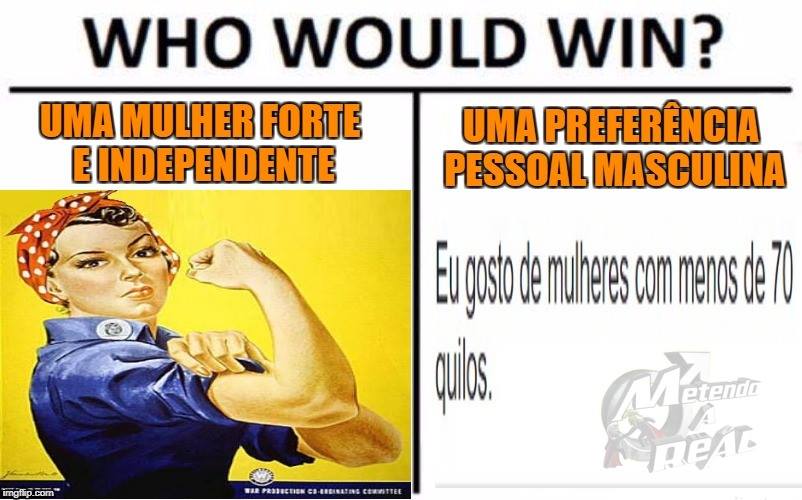 WHO WOULD WIN?
UMA MULHER FORTE
E INDEPENDENTE
UMA PREFERÊNCIA
PESSOAL MASCULINA
Eu gosto de mulheres com menos de 70
quilos.
Metendo
A
REAL
WAR PRODUCTION CO-ORDINATING COMMITTEE
imgflip.com